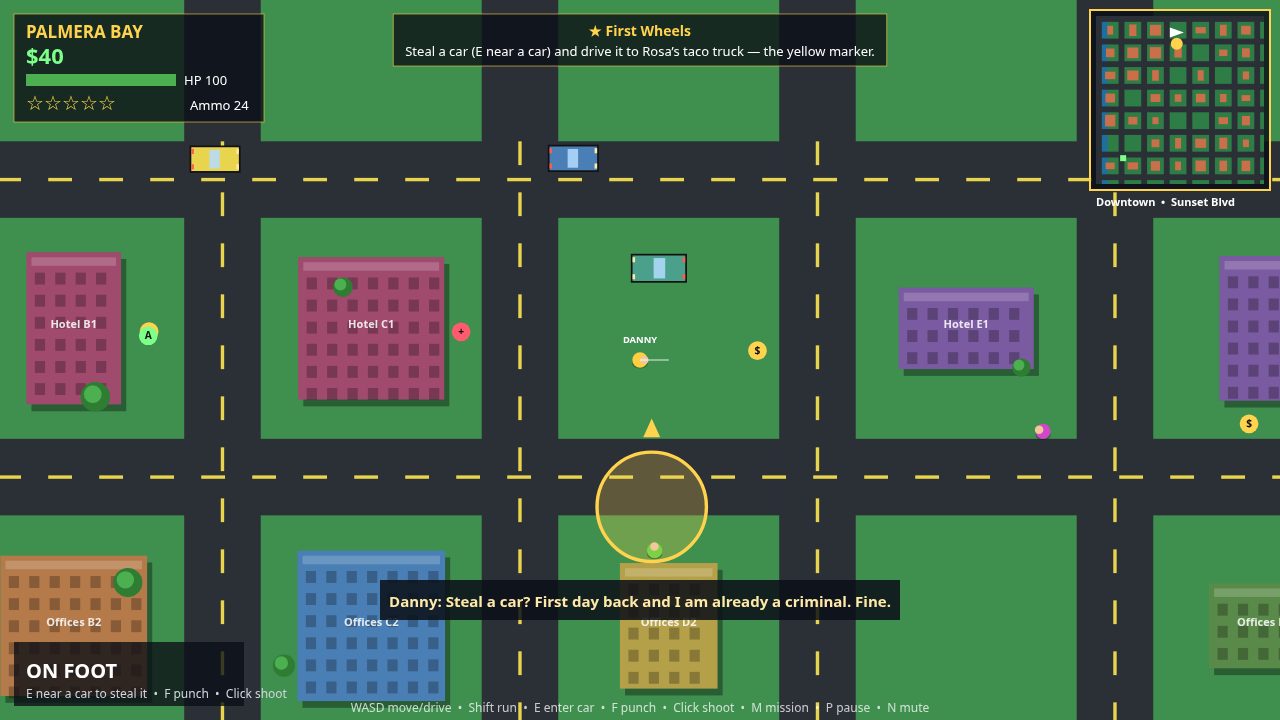 PALMERA BAY
$40
HP 100
☆☆☆☆☆ Ammo 24
★ First Wheels
Steal a car (E near a car) and drive it to Rosa's taco truck — the yellow marker.
Downtown • Sunset Blvd
Hotel B1
A
Hotel C1
+
DANNY
$
Hotel E1
$
Danny: Steal a car? First day back and I am already a criminal. Fine.
Offices B2
Offices C2
Offices D2
Offices
ON FOOT
E near a car to steal it • F punch • Click shoot
WASD move/drive • Shift run • E enter car • F punch • Click shoot • M mission • P pause • N mute